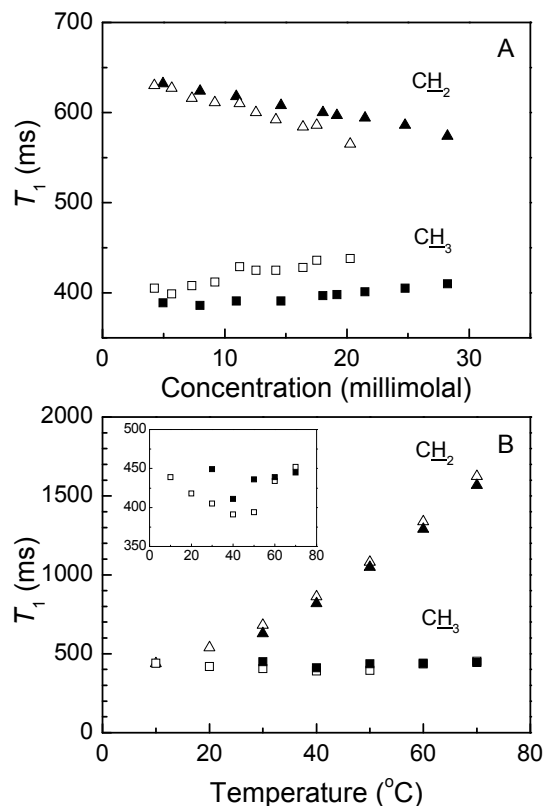 A
700
600
500
400
T₁ (ms)
CH₂
CH₃
0 10 20 30
Concentration (millimolal)
B
2000
1500
1000
500
0
T₁ (ms)
500
450
400
350
0 20 40 60 80
CH₂
CH₃
0 20 40 60 80
Temperature (°C)